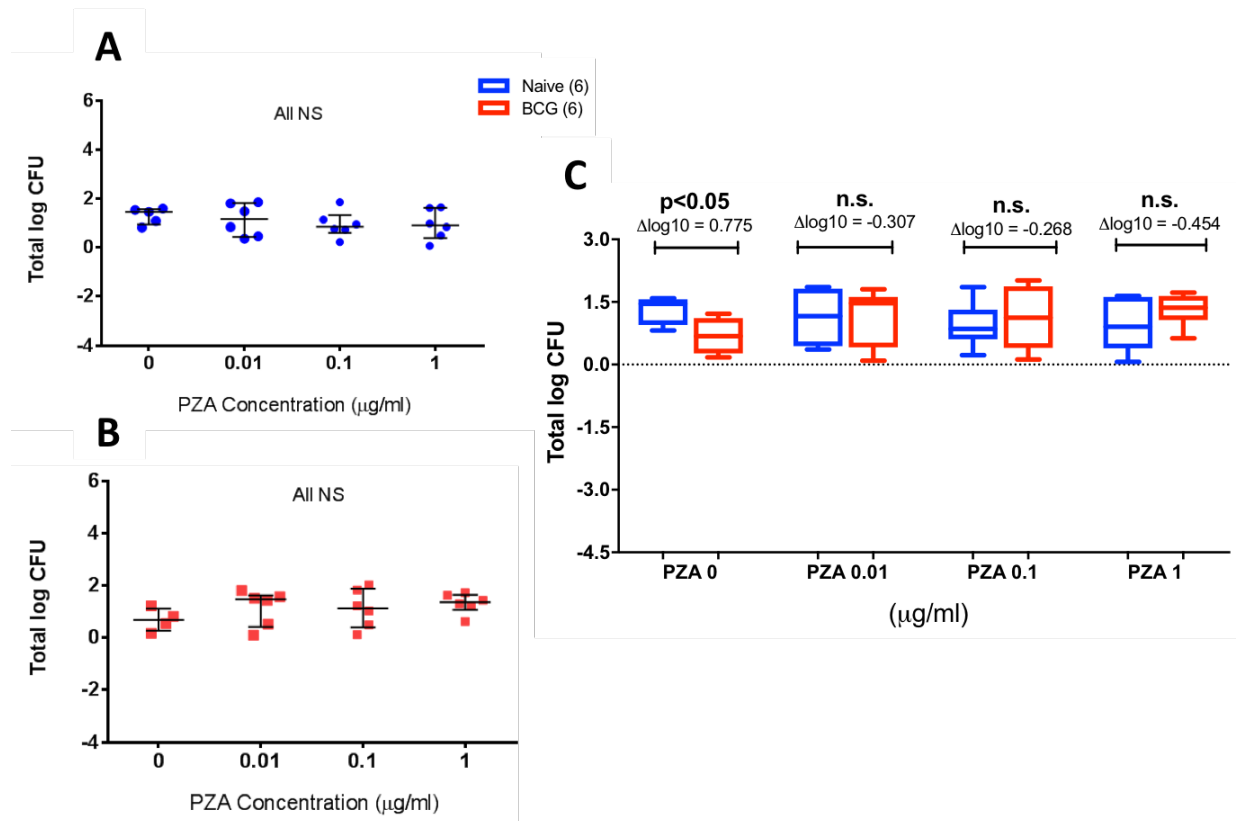 A
Naive (6)
BCG (6)
All NS
6
4
2
0
-2
-4
Total log CFU
0 0.01 0.1 1
PZA Concentration (μg/ml)
B
All NS
6
4
2
0
-2
-4
Total log CFU
0 0.01 0.1 1
PZA Concentration (μg/ml)
C
p<0.05 n.s. n.s. n.s.
Δlog10 = 0.775 Δlog10 = -0.307 Δlog10 = -0.268 Δlog10 = -0.454
3.0
1.5
0.0
-1.5
-3.0
-4.5
Total log CFU
PZA 0 PZA 0.01 PZA 0.1 PZA 1
(μg/ml)